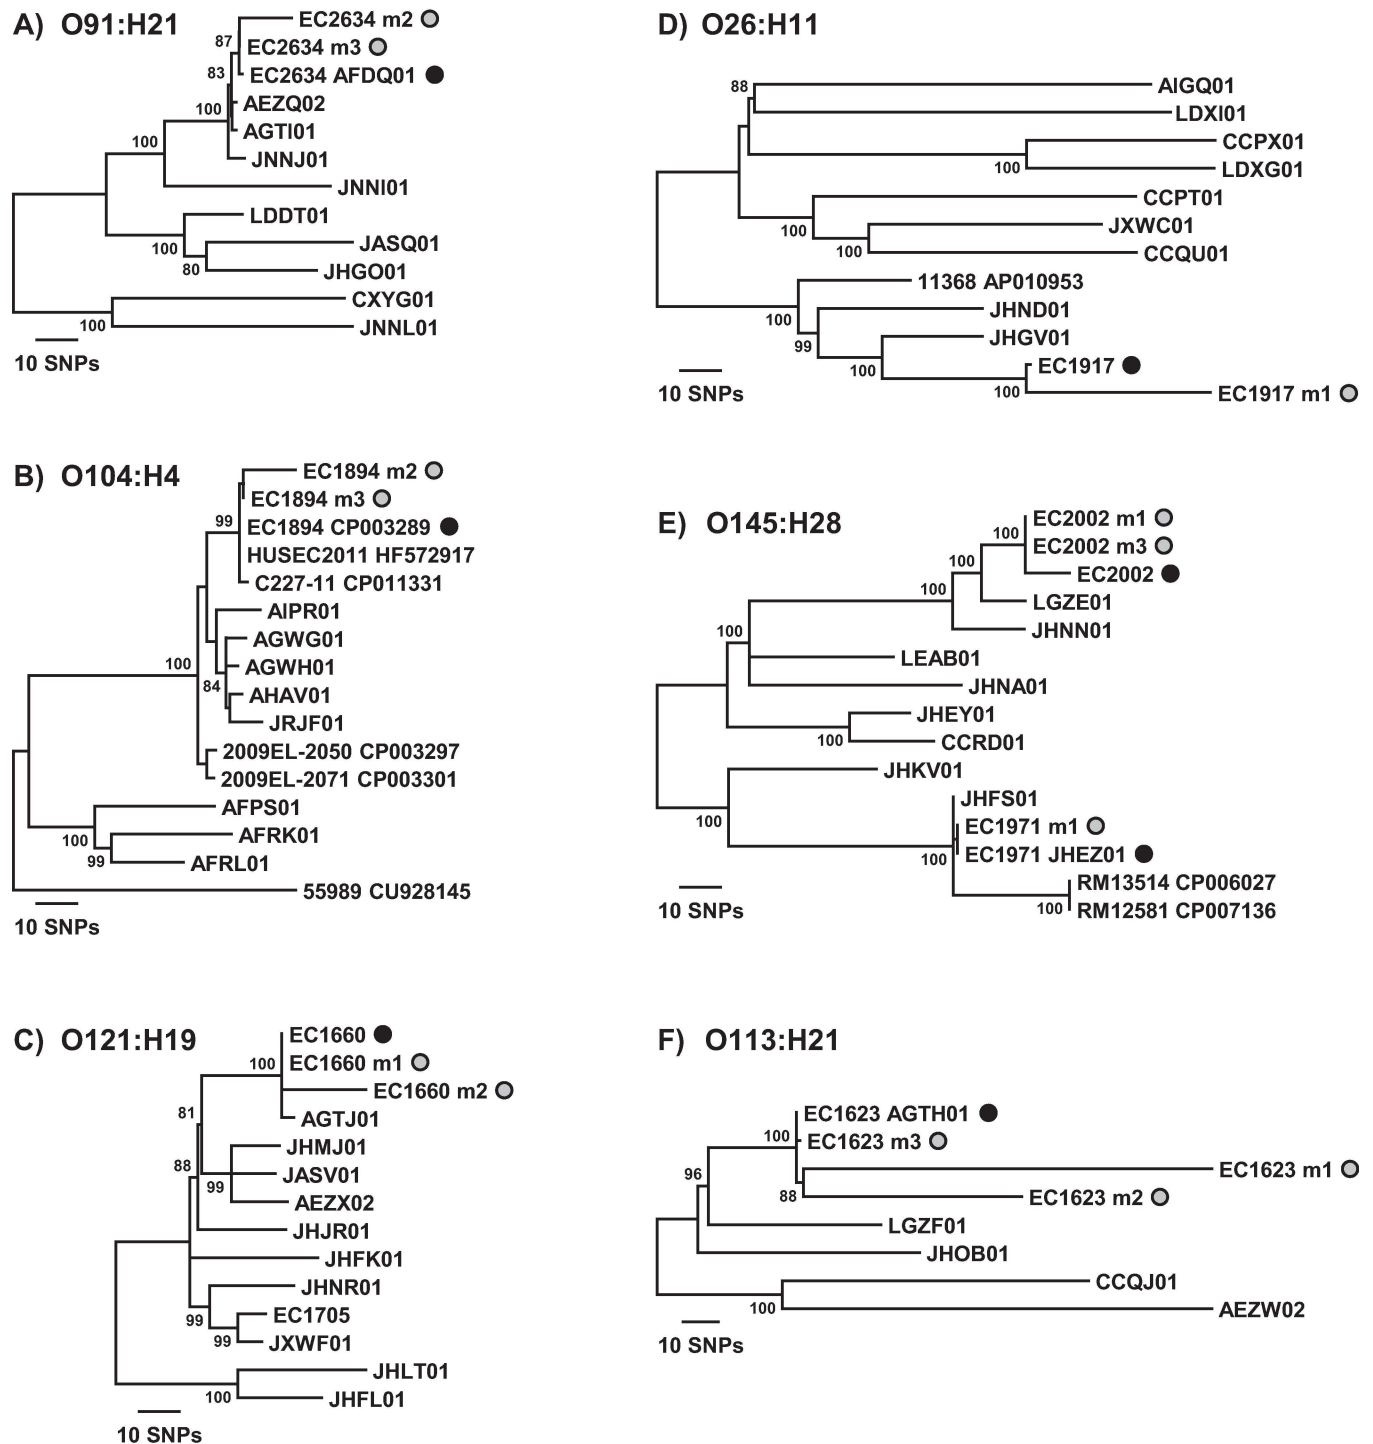 A) O91:H21
EC2634 m2
87
EC2634 m3
83
EC2634 AFDQ01
AEZQ02
100
AGTI01
100
JNNJ01
JNNI01
LDDT01
100
JASQ01
80
JHGO01
CXYG01
100
JNNL01
10 SNPs
B) O104:H4
EC1894 m2
EC1894 m3
99
EC1894 CP003289
HUSEC2011 HF572917
C227-11 CP011331
AIPR01
AGWG01
100
AGWH01
84
AHAV01
JRJF01
2009EL-2050 CP003297
2009EL-2071 CP003301
AFPS01
100
AFRK01
99
AFRL01
55989 CU928145
10 SNPs
C) O121:H19
EC1660
100
EC1660 m1
EC1660 m2
81
AGTJ01
JHMJ01
88
JASV01
99
AEZX02
JHJR01
JHFK01
JHNR01
99
EC1705
99
JXWF01
JHLT01
100
JHFL01
10 SNPs
D) O26:H11
88
AIGQ01
LDXI01
CCPX01
100
LDXG01
CCPT01
100
JXWC01
100
CCQU01
11368 AP010953
100
JHND01
99
JHGV01
100
EC1917
100
EC1917 m1
10 SNPs
E) O145:H28
EC2002 m1
100
EC2002 m3
100
EC2002
100
LGZE01
100
JHNN01
LEAB01
JHNA01
JHEY01
100
CCRD01
JHKV01
JHFS01
100
EC1971 m1
100
EC1971 JHEZ01
RM13514 CP006027
100
RM12581 CP007136
10 SNPs
F) O113:H21
EC1623 AGTH01
100
EC1623 m3
96
EC1623 m1
88
EC1623 m2
LGZF01
JHOB01
CCQJ01
100
AEZW02
10 SNPs